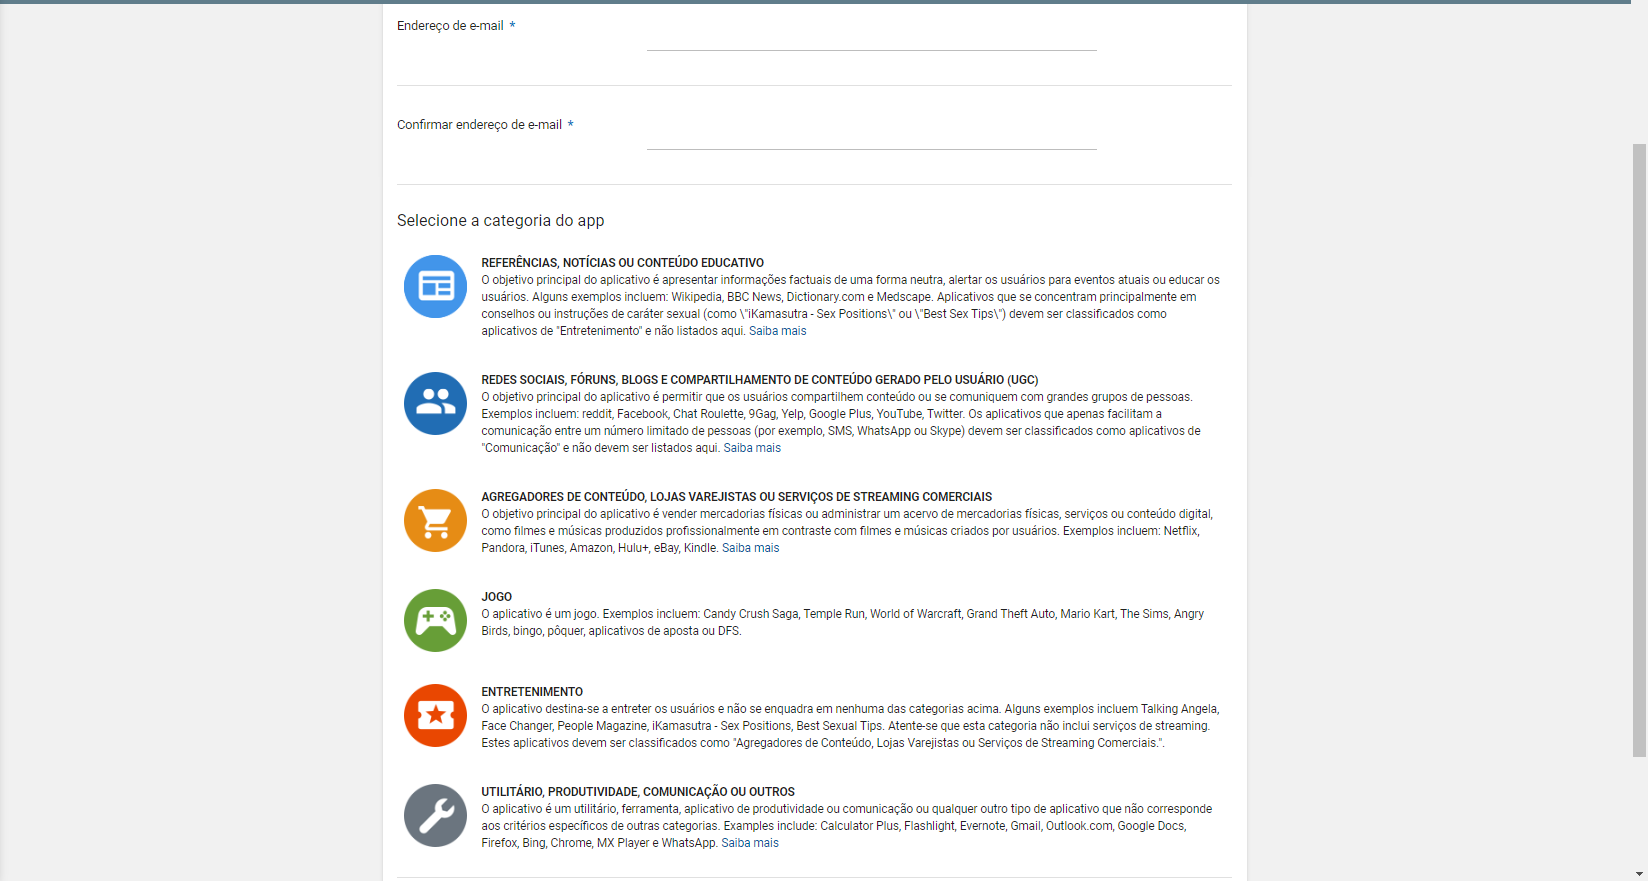 Endereço de e-mail *
Confirmar endereço de e-mail *
Selecione a categoria do app
REFERÊNCIAS, NOTÍCIAS OU CONTEÚDO EDUCATIVO
O objetivo principal do aplicativo é apresentar informações factuais de uma forma neutra, alertar os usuários para eventos atuais ou educar os
usuários. Alguns exemplos incluem: Wikipedia, BBC News, Dictionary.com e Medscape. Aplicativos que se concentram principalmente em
conselhos ou instruções de caráter sexual (como \"iKamasutra - Sex Positions\" ou \"Best Sex Tips\") devem ser classificados como
aplicativos de "Entretenimento" e não listados aqui. Saiba mais
REDES SOCIAIS, FÓRUNS, BLOGS E COMPARTILHAMENTO DE CONTEÚDO GERADO PELO USUÁRIO (UGC)
O objetivo principal do aplicativo é permitir que os usuários compartilhem conteúdo ou se comuniquem com grandes grupos de pessoas.
Exemplos incluem: reddit, Facebook, Chat Roulette, 9Gag, Yelp, Google Plus, YouTube, Twitter. Os aplicativos que apenas facilitam a
comunicação entre um número limitado de pessoas (por exemplo, SMS, WhatsApp ou Skype) devem ser classificados como aplicativos de
"Comunicação" e não devem ser listados aqui. Saiba mais
AGREGADORES DE CONTEÚDO, LOJAS VAREJISTAS OU SERVIÇOS DE STREAMING COMERCIAIS
O objetivo principal do aplicativo é vender mercadorias físicas ou administrar um acervo de mercadorias físicas, serviços ou conteúdo digital,
como filmes e músicas produzidos profissionalmente em contraste com filmes e músicas criados por usuários. Exemplos incluem: Netflix,
Pandora, iTunes, Amazon, Hulu+, eBay, Kindle. Saiba mais
JOGO
O aplicativo é um jogo. Exemplos incluem: Candy Crush Saga, Temple Run, World of Warcraft, Grand Theft Auto, Mario Kart, The Sims, Angry
Birds, bingo, pôquer, aplicativos de aposta ou DFS.
ENTRETENIMENTO
O aplicativo destina-se a entreter os usuários e não se enquadra em nenhuma das categorias acima. Alguns exemplos incluem Talking Angela,
Face Changer, People Magazine, iKamasutra - Sex Positions, Best Sexual Tips. Atente-se que esta categoria não inclui serviços de streaming.
Estes aplicativos devem ser classificados como "Agregadores de Conteúdo, Lojas Varejistas ou Serviços de Streaming Comerciais.".
UTILITÁRIO, PRODUTIVIDADE, COMUNICAÇÃO OU OUTROS
O aplicativo é um utilitário, ferramenta, aplicativo de produtividade ou comunicação ou qualquer outro tipo de aplicativo que não corresponde
aos critérios específicos de outras categorias. Examples include: Calculator Plus, Flashlight, Evernote, Gmail, Outlook.com, Google Docs,
Firefox, Bing, Chrome, MX Player e WhatsApp. Saiba mais